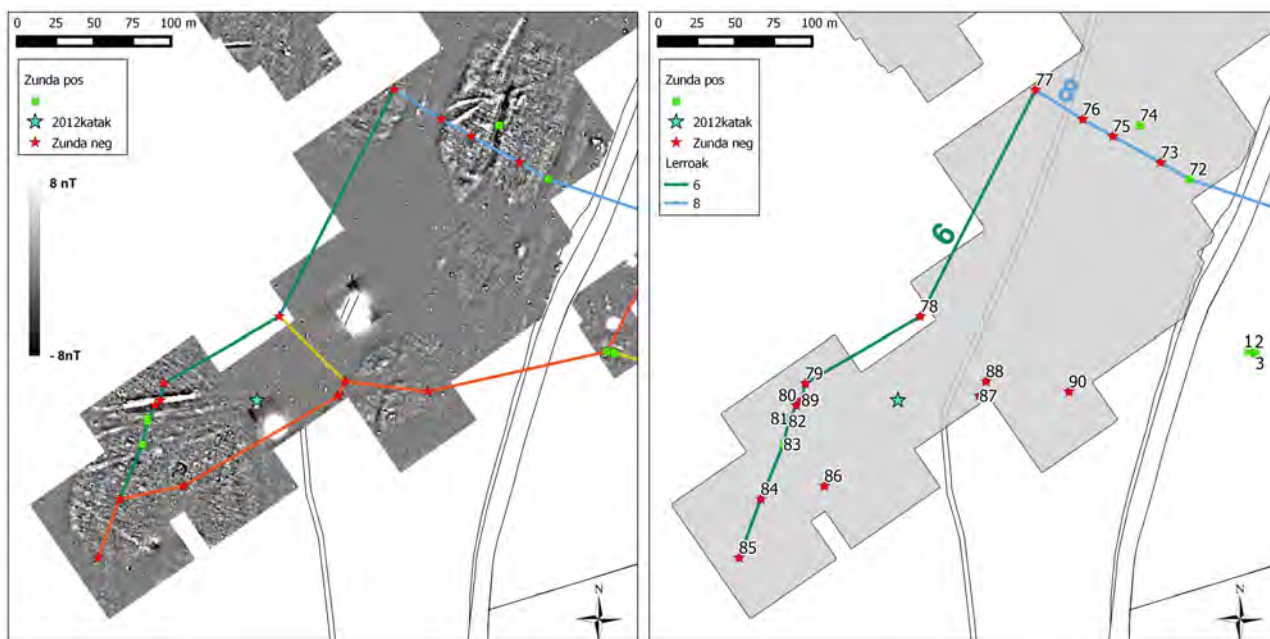 0 25 50 75 100 m
Zunda pos
2012katak
Zunda neg
8 nT
- 8nT
N
0 25 50 75 100 m
Zunda pos
2012katak
Zunda neg
Lerroak
6
8
77
8
76
74
75
73
72
6
78
12
3
79
88
90
80
89
87
81
82
83
86
84
85
N